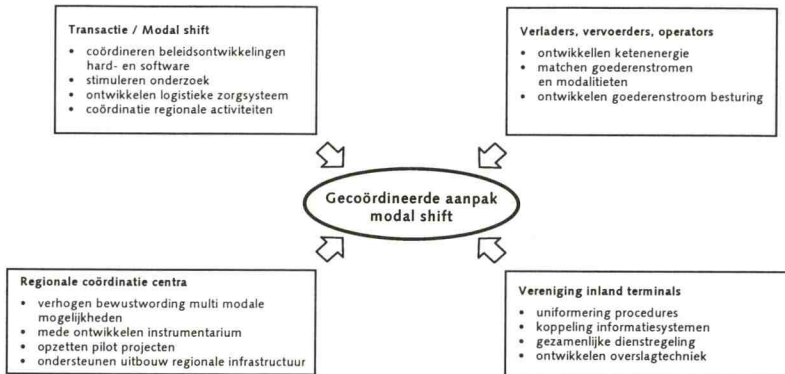 Transactie / Modal shift
• coördineren beleidsontwikkelingen
hard- en software
• stimuleren onderzoek
• ontwikkelen logistieke zorgsysteem
• coördinatie regionale activiteiten
Verladers, vervoerders, operators
• ontwikkellen ketenenergie
• matchen goederenstromen
en modalitieten
• ontwikkelen goederenstroom besturing
Gecoördineerde aanpak
modal shift
Regionale coördinatie centra
• verhogen bewustwording multi modale
mogelijkheden
• mede ontwikkelen instrumentarium
• opzetten pilot projecten
• ondersteunen uitbouw regionale infrastructuur
Vereniging inland terminals
• uniformering procedures
• koppeling informatiesystemen
• gezamenlijke dienstregeling
• ontwikkelen overslagtechniek